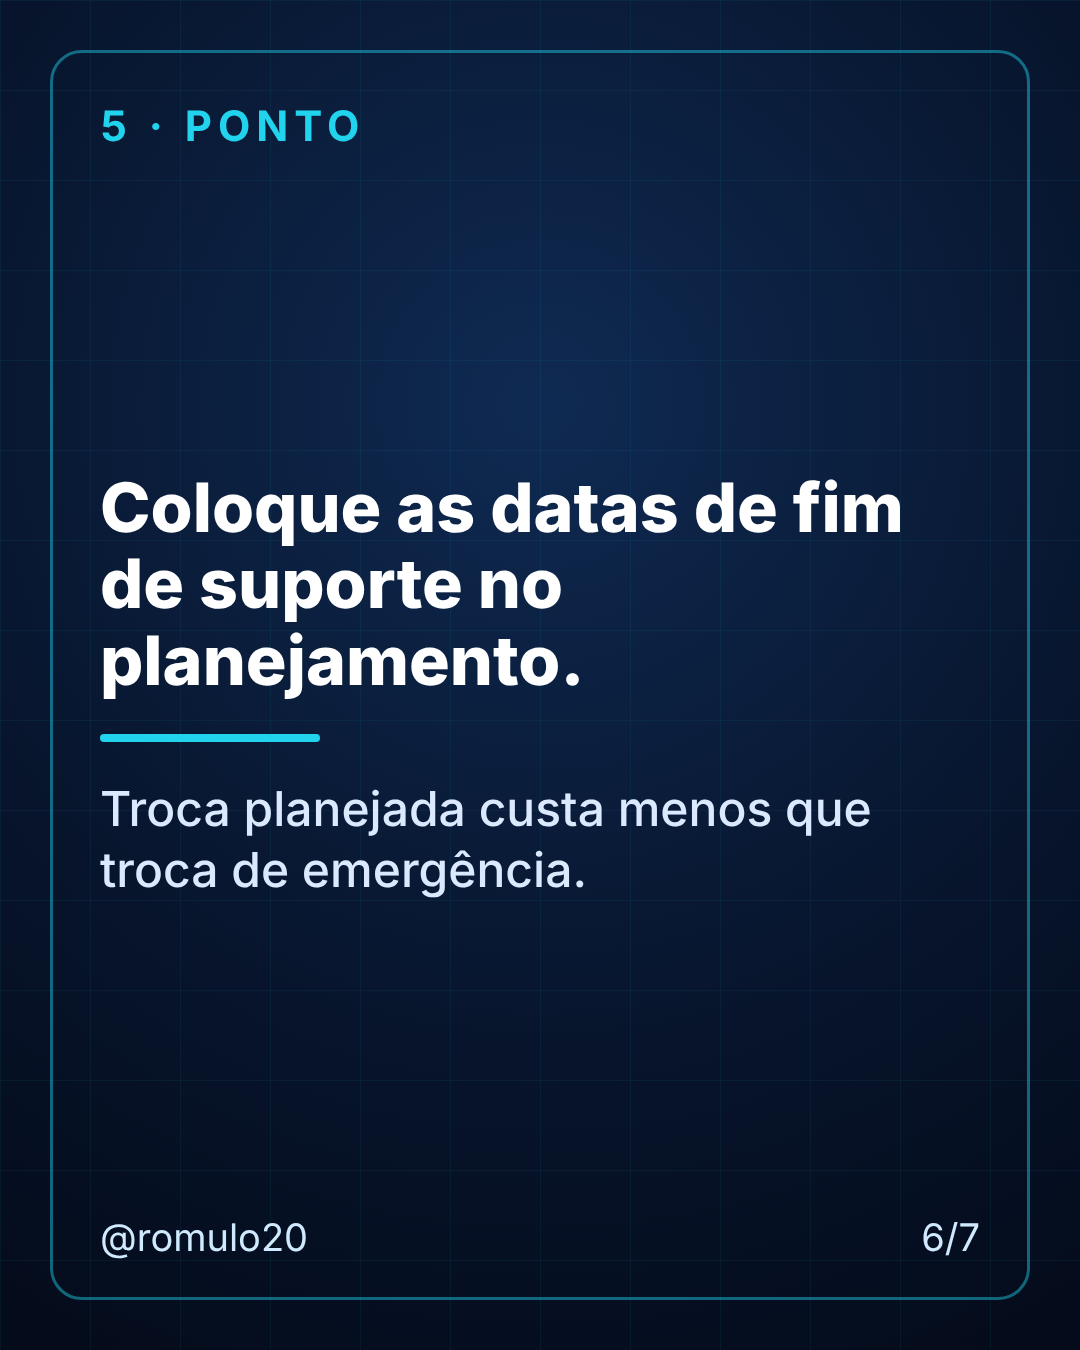 5 · PONTO
Coloque as datas de fim
de suporte no
planejamento.
Troca planejada custa menos que
troca de emergência.
@romulo20
6/7